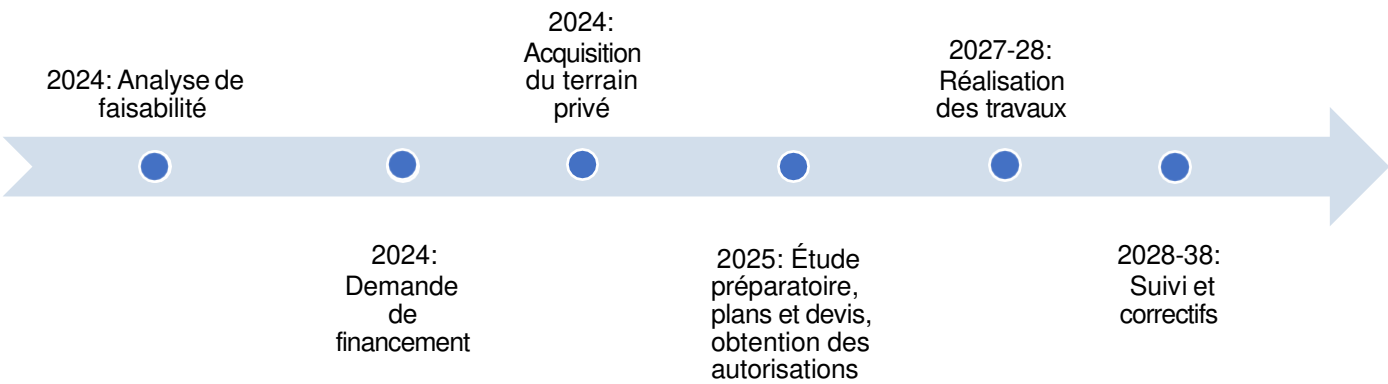 2024: Analyse de
faisabilité
2024:
Demande
de
financement
2024:
Acquisition
du terrain
privé
2025: Étude
préparatoire,
plans et devis,
obtention des
autorisations
2027-28:
Réalisation
des travaux
2028-38:
Suivi et
correctifs